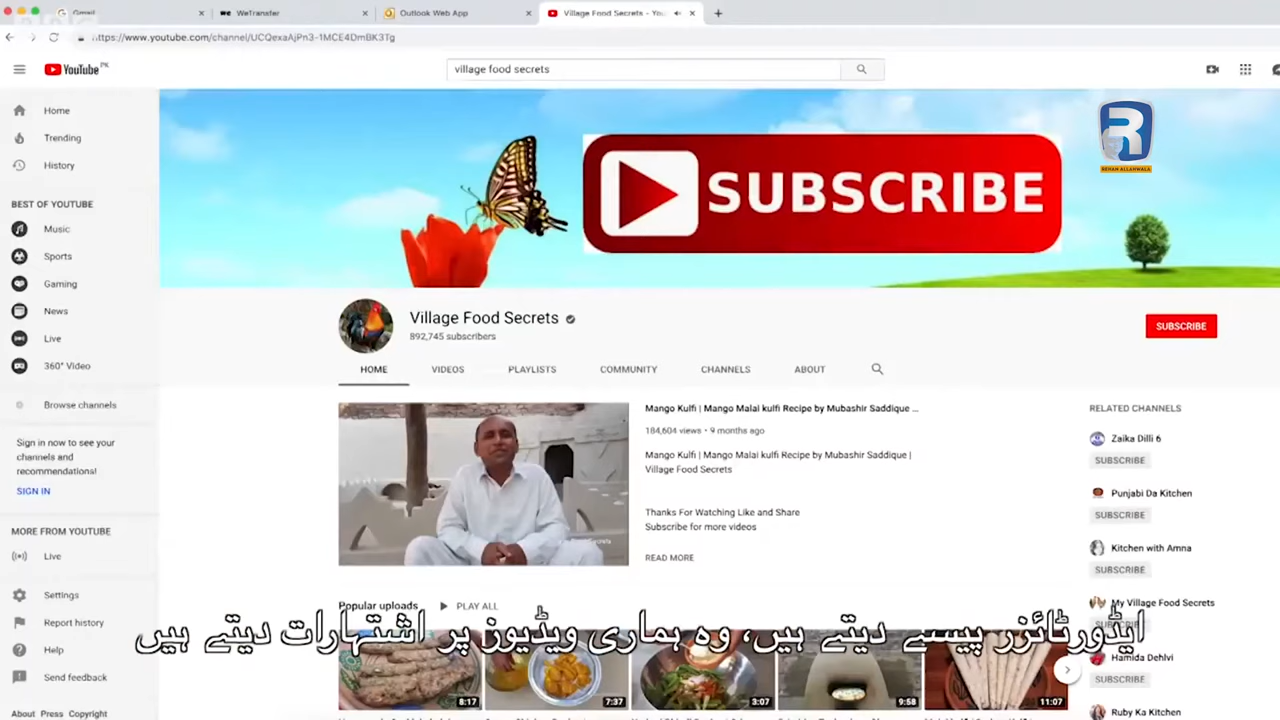 Gmail
WeTransfer
Outlook Web App
Village Food Secrets - You
https://www.youtube.com/channel/UCQexaAjPn3-1MCE4DmBK3Tg
YouTube PK
village food secrets
Home
Trending
History
BEST OF YOUTUBE
Music
Sports
Gaming
News
Live
360° Video
Browse channels
Sign in now to see your
channels and
recommendations!
SIGN IN
MORE FROM YOUTUBE
Live
Settings
Report history
Help
Send feedback
About Press Copyright
SUBSCRIBE
R
REHAN ALLAHWALA
Village Food Secrets
892,745 subscribers
SUBSCRIBE
HOME VIDEOS PLAYLISTS COMMUNITY CHANNELS ABOUT
Mango Kulfi | Mango Malai kulfi Recipe by Mubashir Saddique ...
184,604 views • 9 months ago
Mango Kulfi | Mango Malai kulfi Recipe by Mubashir Saddique |
Village Food Secrets
Thanks For Watching Like and Share
Subscribe for more videos
READ MORE
RELATED CHANNELS
Zaika Dilli 6
SUBSCRIBE
Punjabi Da Kitchen
SUBSCRIBE
Kitchen with Amna
SUBSCRIBE
My Village Food Secrets
SUBSCRIBE
Hamida Dehlvi
SUBSCRIBE
Ruby Ka Kitchen
Popular uploads PLAY ALL
ایڈورٹائزر پیسے دیتے ہیں، وہ ہماری ویڈیوز پر اشتہارات دیتے ہیں
8:17
7:37
3:07
9:58
11:07